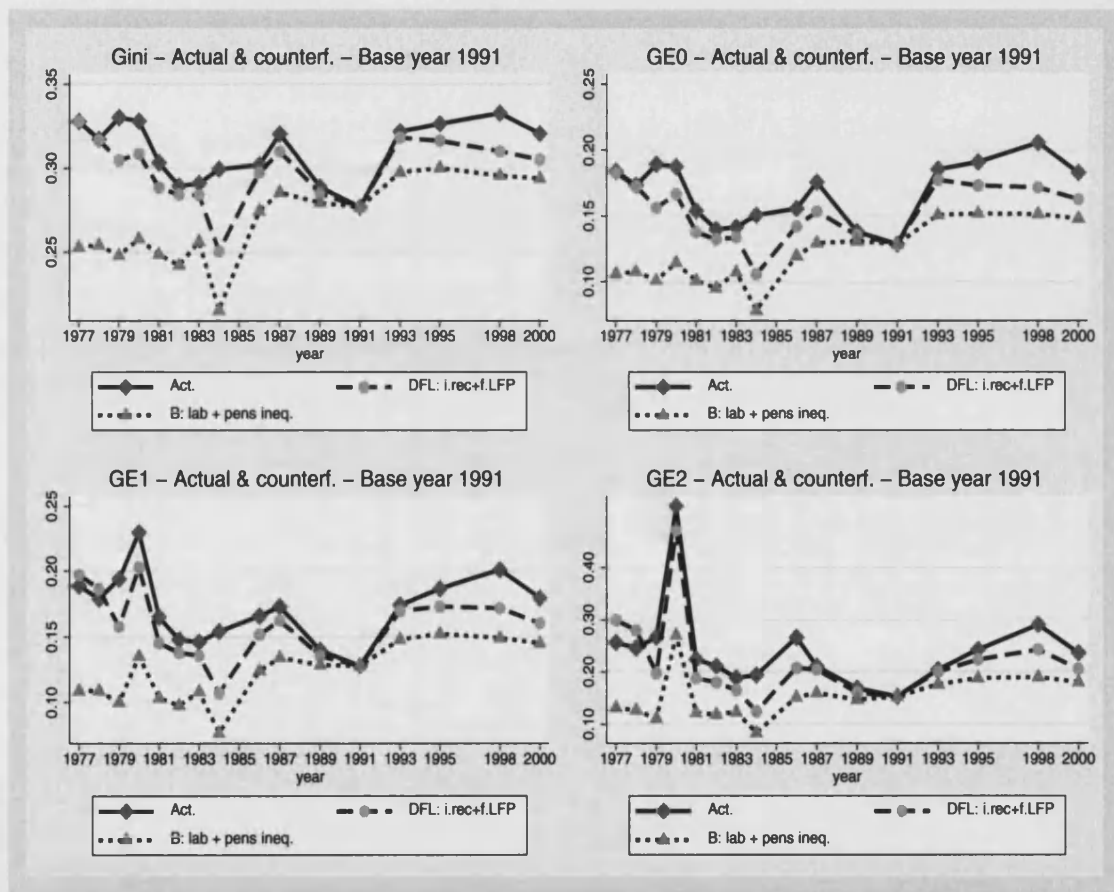 Gini – Actual & counterf. – Base year 1991
0.35
0.30
0.25
1977 1979 1981 1983 1985 1987 1989 1991 1993 1995 1998 2000
year
Act. DFL: i.rec+f.LFP
B: lab + pens ineq.
GE0 – Actual & counterf. – Base year 1991
0.25
0.20
0.15
0.10
1977 1979 1981 1983 1985 1987 1989 1991 1993 1995 1998 2000
year
Act. DFL: i.rec+f.LFP
B: lab + pens ineq.
GE1 – Actual & counterf. – Base year 1991
0.25
0.20
0.15
0.10
1977 1979 1981 1983 1985 1987 1989 1991 1993 1995 1998 2000
year
Act. DFL: i.rec+f.LFP
B: lab + pens ineq.
GE2 – Actual & counterf. – Base year 1991
0.40
0.30
0.20
0.10
1977 1979 1981 1983 1985 1987 1989 1991 1993 1995 1998 2000
year
Act. DFL: i.rec+f.LFP
B: lab + pens ineq.